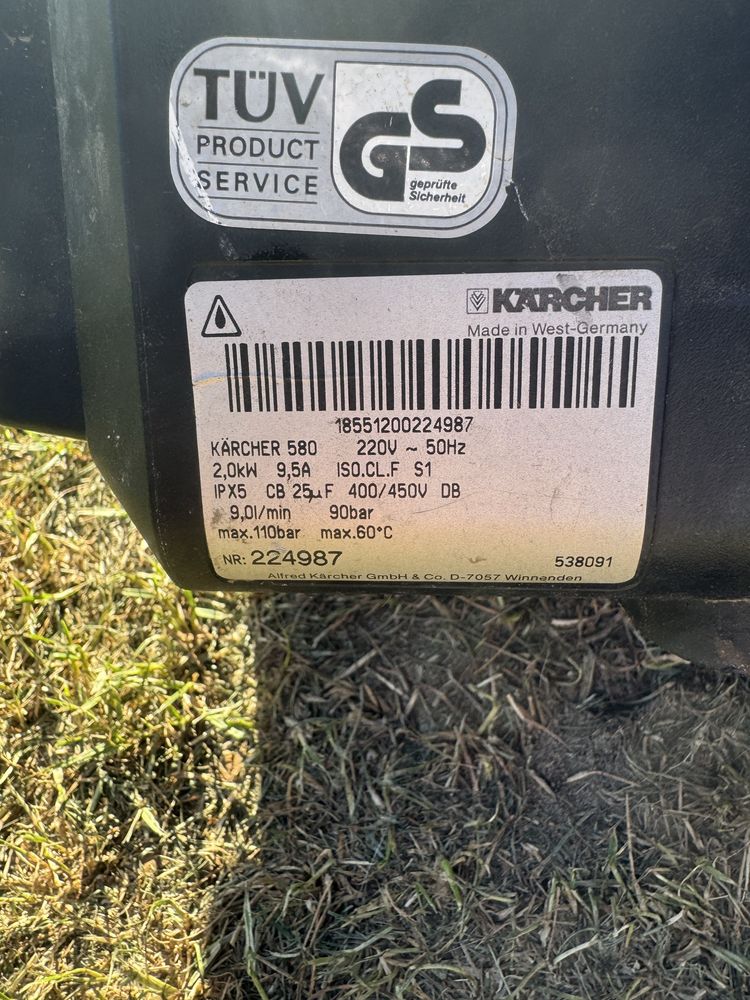 TÜV
PRODUCT
SERVICE
GS
geprüfte
Sicherheit
KÄRCHER
Made in West-Germany
18551200224987
KÄRCHER 580 220V ~ 50Hz
2,0kW 9,5A ISO.CL.F S1
IPX5 CB 25µF 400/450V DB
9,0l/min 90bar
max.110bar max.60°C
NR: 224987 538091
Alfred Kärcher GmbH & Co. D-7057 Winnenden